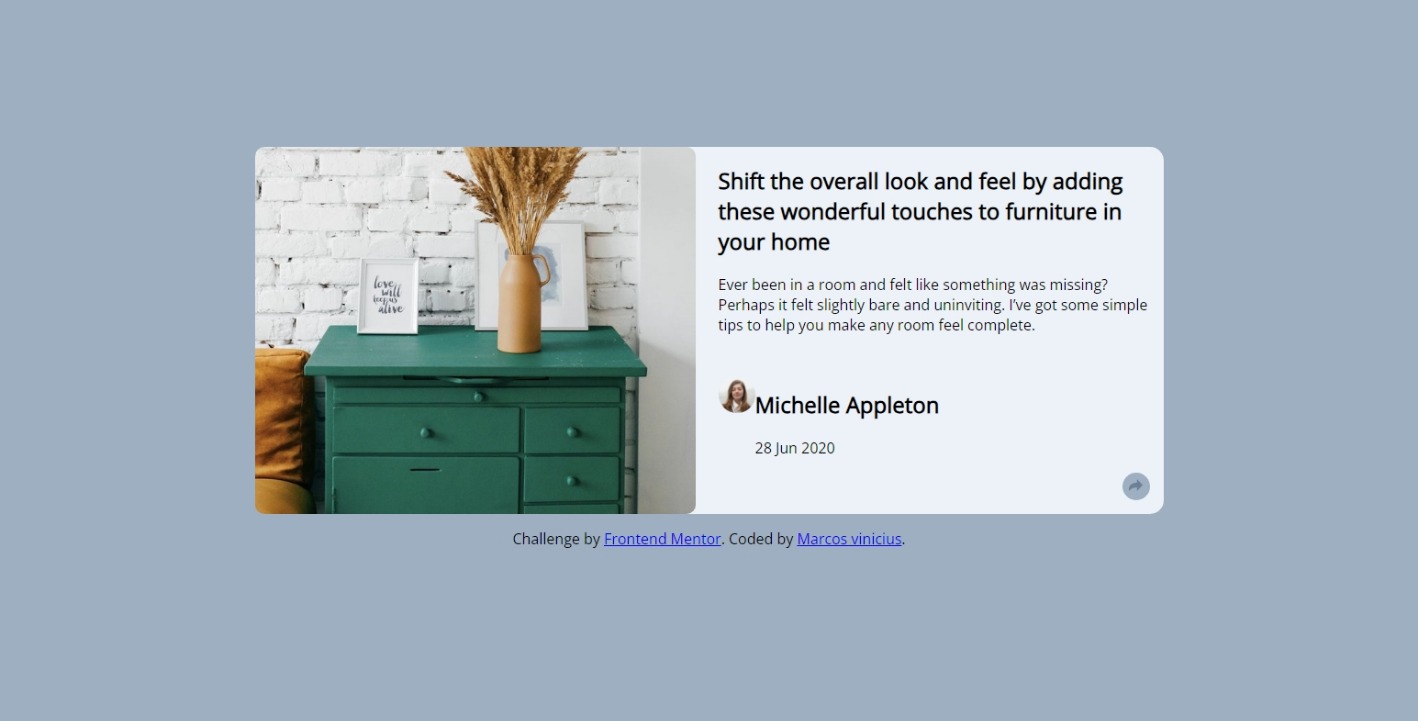 love
will
keep us
alive
Shift the overall look and feel by adding
these wonderful touches to furniture in
your home
Ever been in a room and felt like something was missing?
Perhaps it felt slightly bare and uninviting. I’ve got some simple
tips to help you make any room feel complete.
Michelle Appleton
28 Jun 2020
Challenge by Frontend Mentor. Coded by Marcos vinicius.